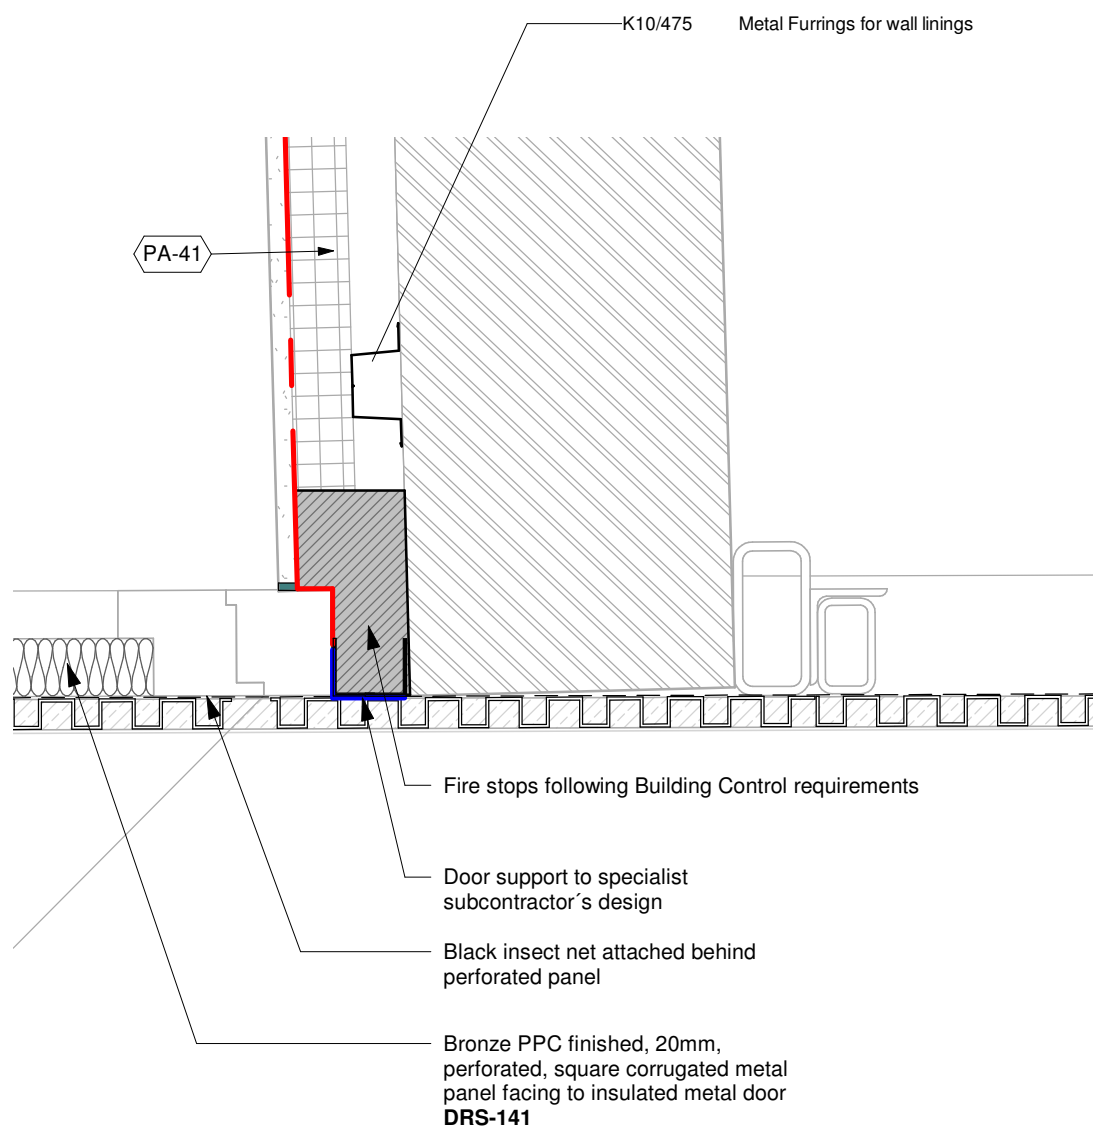 K10/475 Metal Furrings for wall linings
PA-41
Fire stops following Building Control requirements
Door support to specialist
subcontractor´s design
Black insect net attached behind
perforated panel
Bronze PPC finished, 20mm,
perforated, square corrugated metal
panel facing to insulated metal door
DRS-141